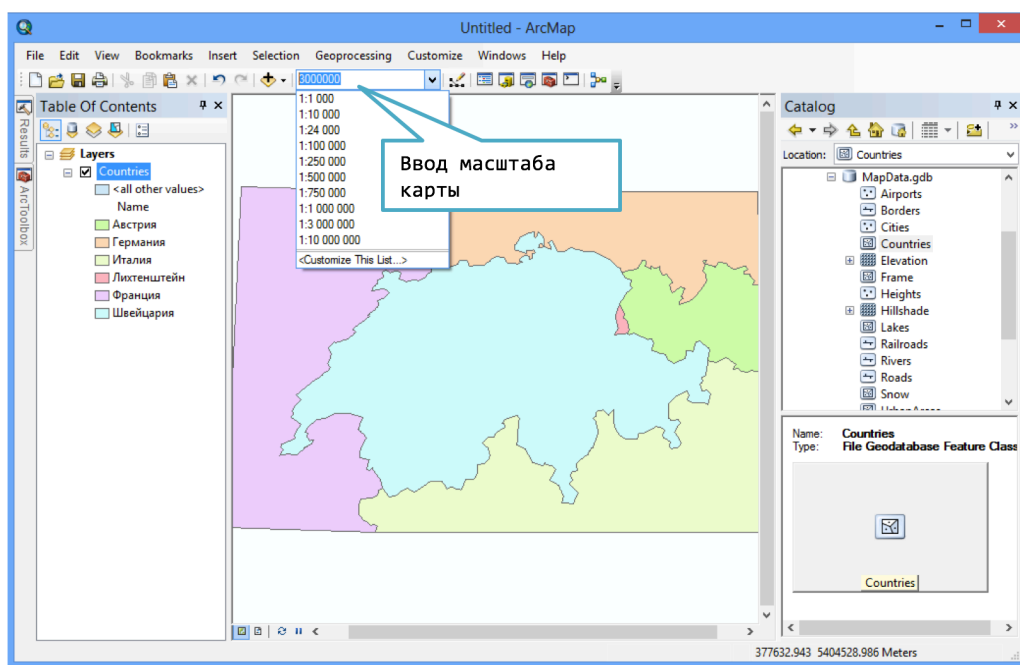 Untitled - ArcMap
File Edit View Bookmarks Insert Selection Geoprocessing Customize Windows Help
3000000
1:1 000
1:10 000
1:24 000
1:100 000
1:250 000
1:500 000
1:750 000
1:1 000 000
1:3 000 000
1:10 000 000
<Customize This List...>
Ввод масштаба
карты
Results
ArcToolbox
Table Of Contents
Layers
Countries
<all other values>
Name
Австрия
Германия
Италия
Лихтенштейн
Франция
Швейцария
Catalog
Location: Countries
MapData.gdb
Airports
Borders
Cities
Countries
Elevation
Frame
Heights
Hillshade
Lakes
Railroads
Rivers
Roads
Snow
Name: Countries
Type: File Geodatabase Feature Class
Countries
377632.943 5404528.986 Meters